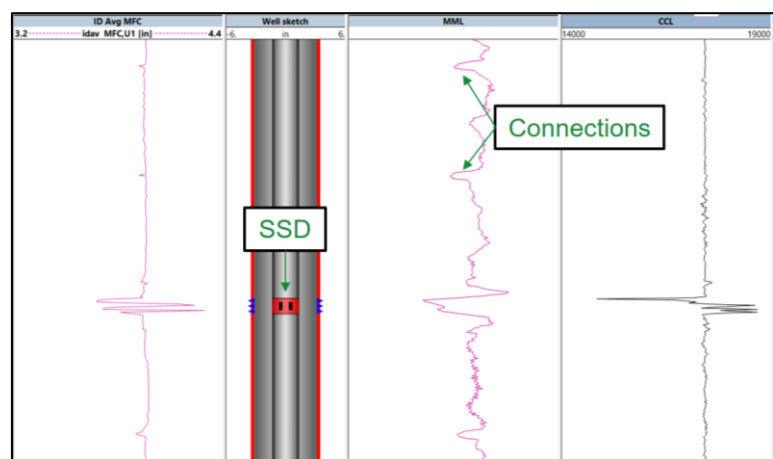 ID Avg MFC
Well sketch
MML
CCL
3.2 idav MFC,U1 [in] 4.4
-6. in 6.
14000 19000
Connections
SSD